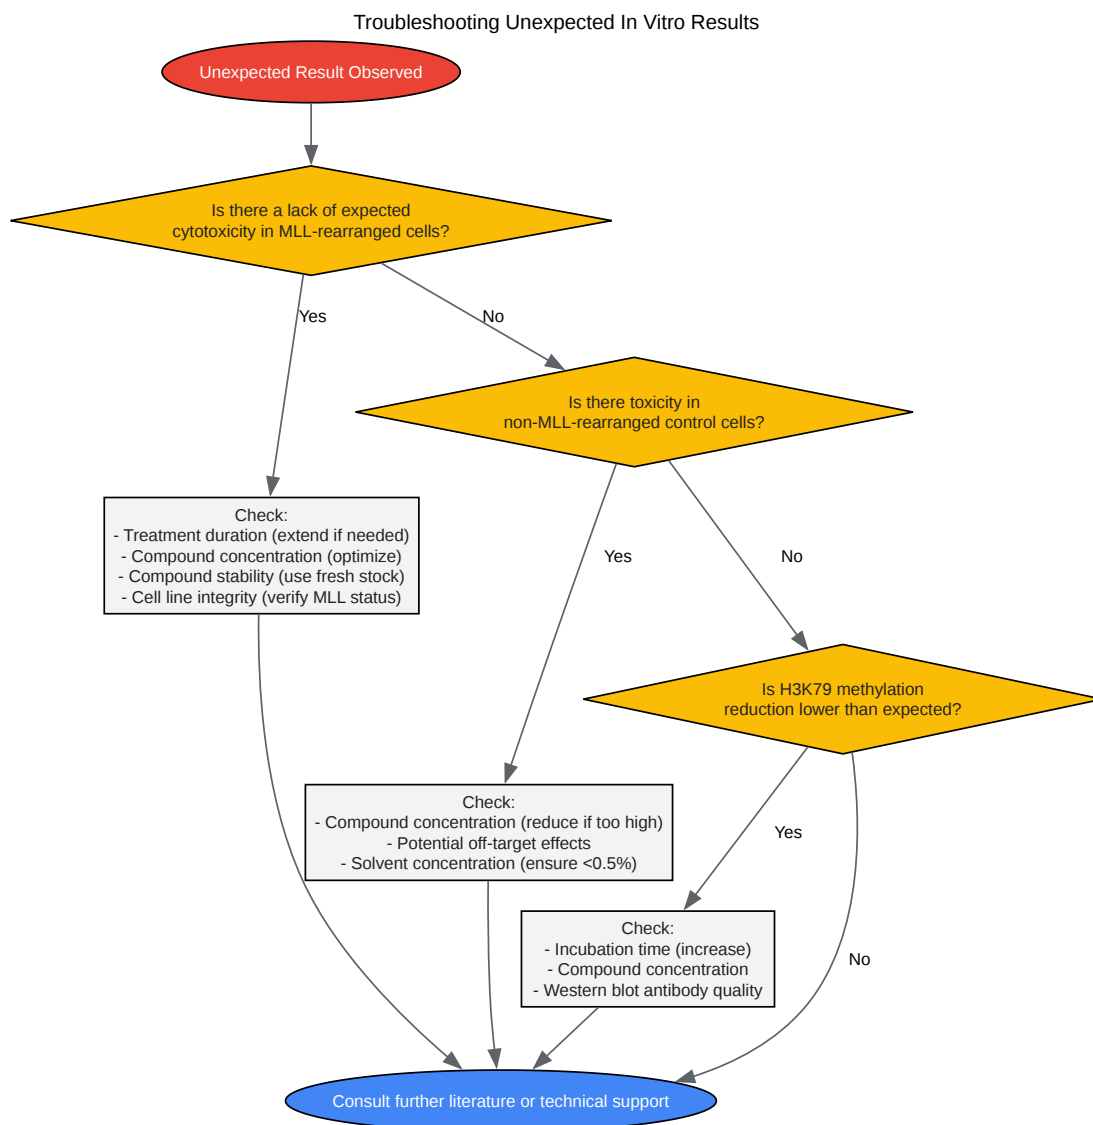 Troubleshooting Unexpected In Vitro Results
Unexpected Result Observed
Is there a lack of expected
cytotoxicity in MLL-rearranged cells?
Yes
No
Is there toxicity in
non-MLL-rearranged control cells?
Check:
- Treatment duration (extend if needed)
- Compound concentration (optimize)
- Compound stability (use fresh stock)
- Cell line integrity (verify MLL status)
Yes
No
Is H3K79 methylation
reduction lower than expected?
Check:
- Compound concentration (reduce if too high)
- Potential off-target effects
- Solvent concentration (ensure <0.5%)
Yes
No
Check:
- Incubation time (increase)
- Compound concentration
- Western blot antibody quality
Consult further literature or technical support